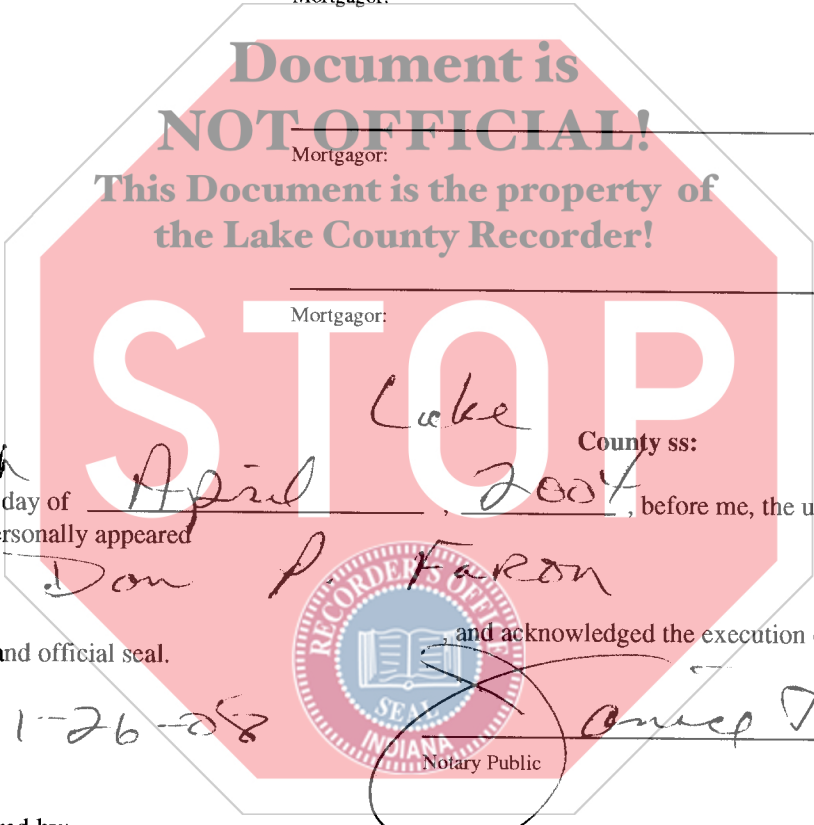 Mortgagor:
Document is
NOT OFFICIAL!
Mortgagor:
This Document is the property of
the Lake County Recorder!
Mortgagor:
STOP
Lake
County ss:
day of April, 2004, before me, the u
ersonally appeared
Don P. Faron
, and acknowledged the execution
and official seal.
RECORDER'S OFFICE
SEAL
INDIANA
1-26-08
Notary Public